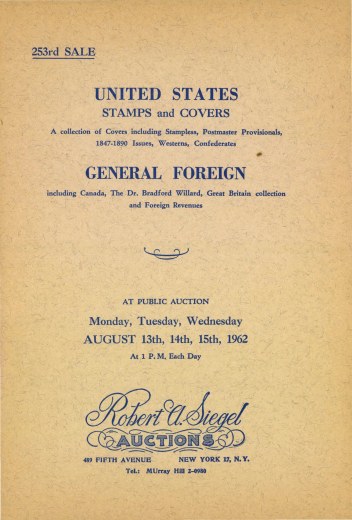 253rd SALE
UNITED STATES
STAMPS and COVERS
A collection of Covers including Stampless, Postmaster Provisionals,
1847-1890 Issues, Westerns, Confederates
GENERAL FOREIGN
including Canada, The Dr. Bradford Willard, Great Britain collection
and Foreign Revenues
AT PUBLIC AUCTION
Monday, Tuesday, Wednesday
AUGUST 13th, 14th, 15th, 1962
At 1 P.M. Each Day
Robert A. Siegel
AUCTIONS
489 FIFTH AVENUE NEW YORK 17, N. Y.
Tel.: MUrray Hill 2-0980